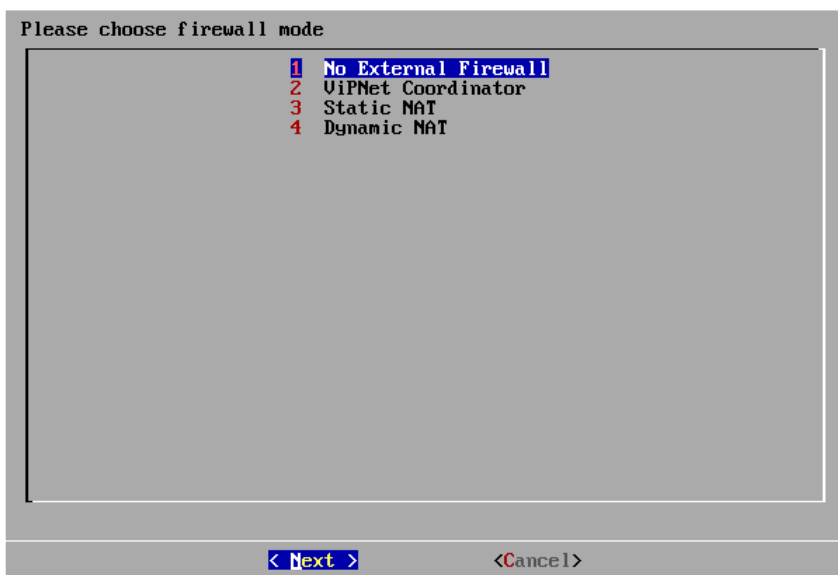 Please choose firewall mode
1 No External Firewall
2 ViPNet Coordinator
3 Static NAT
4 Dynamic NAT
< Next > <Cancel>